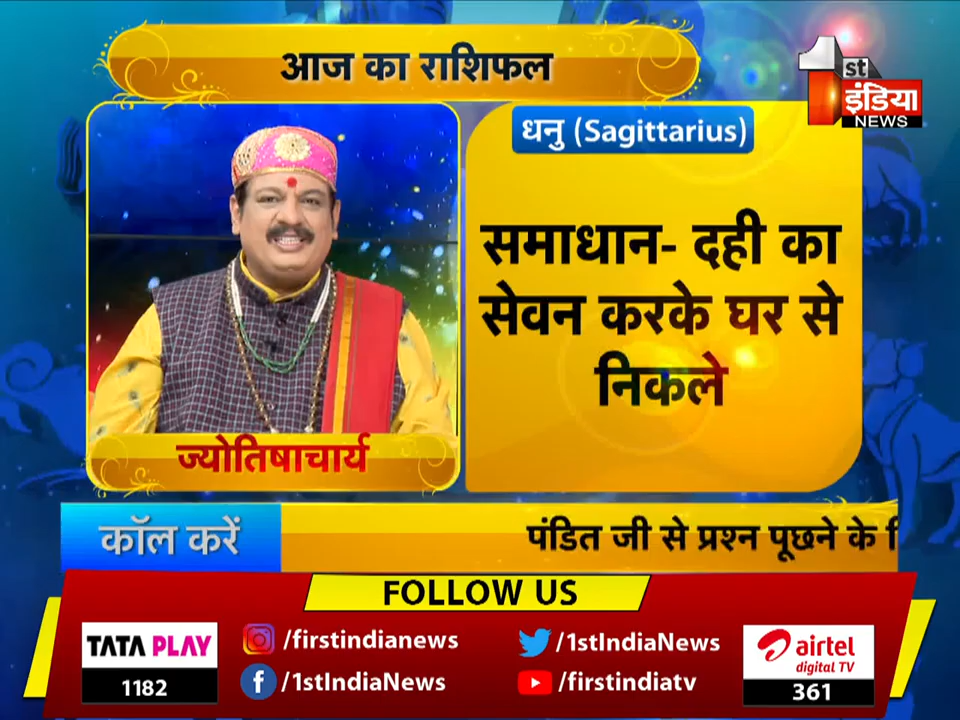 आज का राशिफल
1st
इंडिया
NEWS
धनु (Sagittarius)
समाधान- दही का
सेवन करके घर से
निकले
ज्योतिषाचार्य
कॉल करें
पंडित जी से प्रश्न पूछने के
FOLLOW US
TATA PLAY
1182
/firstindianews
/1stIndiaNews
/1stIndiaNews
/firstindiatv
airtel
digital TV
361